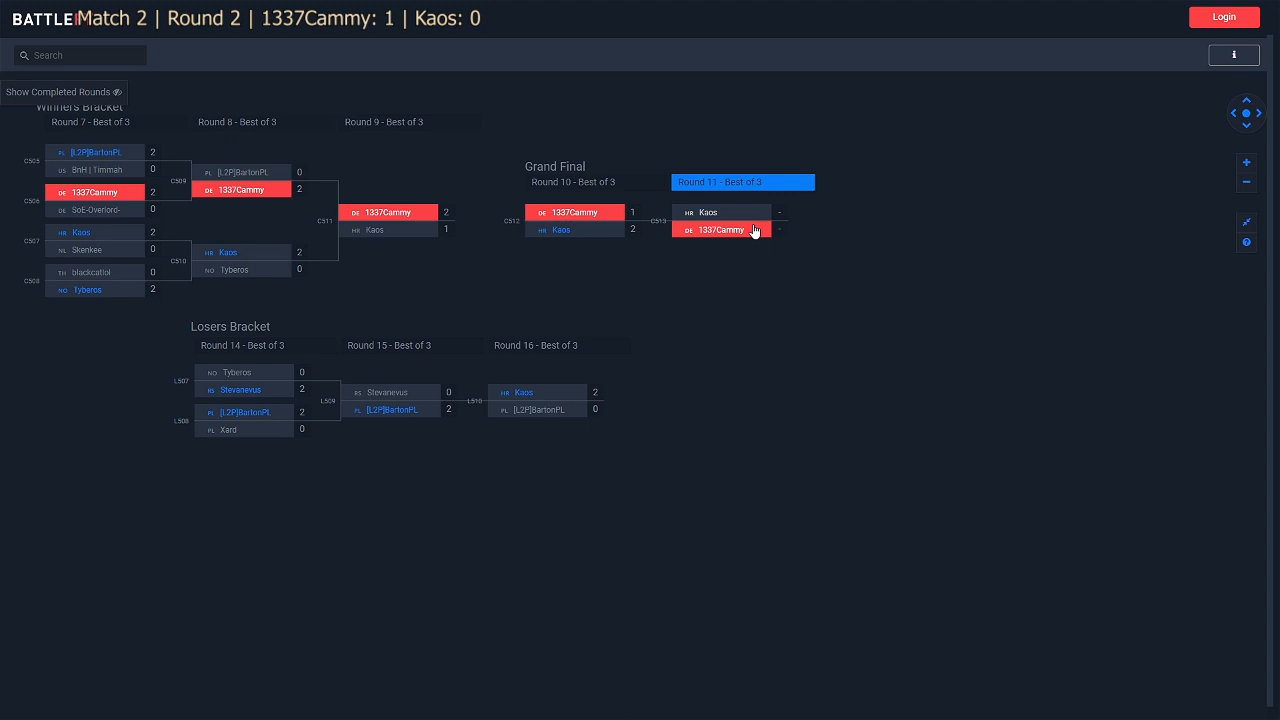 BATTLE Match 2 | Round 2 | 1337Cammy: 1 | Kaos: 0
Login
Search
i
Show Completed Rounds
Winners Bracket
Round 7 - Best of 3
Round 8 - Best of 3
Round 9 - Best of 3
C505
PL [L2P]BartonPL 2
US BnH | Timmah 0
C506
DE 1337Cammy 2
DE SoE-Overlord- 0
C507
HR Kaos 2
NL Skenkee 0
C508
TH blackcatlol 0
NO Tyberos 2
C509
PL [L2P]BartonPL 0
DE 1337Cammy 2
C510
HR Kaos 2
NO Tyberos 0
C511
DE 1337Cammy 2
HR Kaos 1
Grand Final
Round 10 - Best of 3
Round 11 - Best of 3
C512
DE 1337Cammy 1
HR Kaos 2
C513
HR Kaos -
DE 1337Cammy -
Losers Bracket
Round 14 - Best of 3
Round 15 - Best of 3
Round 16 - Best of 3
L507
NO Tyberos 0
RS Stevanevus 2
L508
PL [L2P]BartonPL 2
PL Xard 0
L509
RS Stevanevus 0
PL [L2P]BartonPL 2
L510
HR Kaos 2
PL [L2P]BartonPL 0
+
−
?